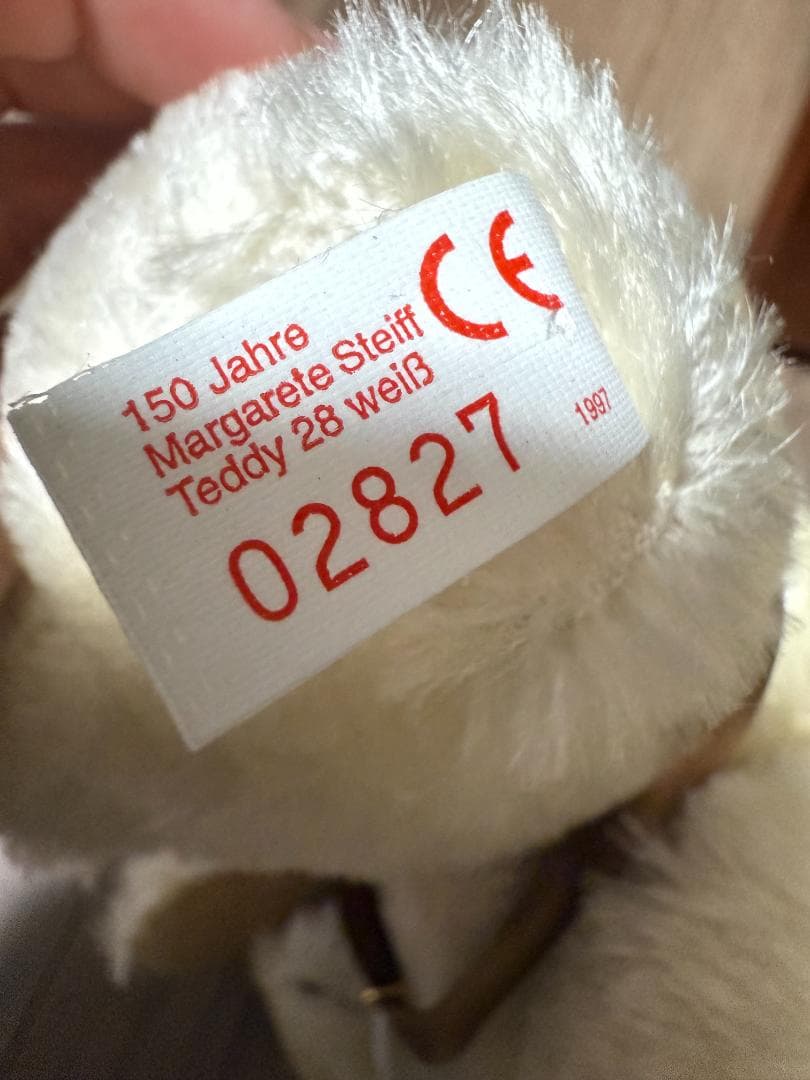 CE
150 Jahre
Margarete Steiff
Teddy 28 weiß
02827
1997